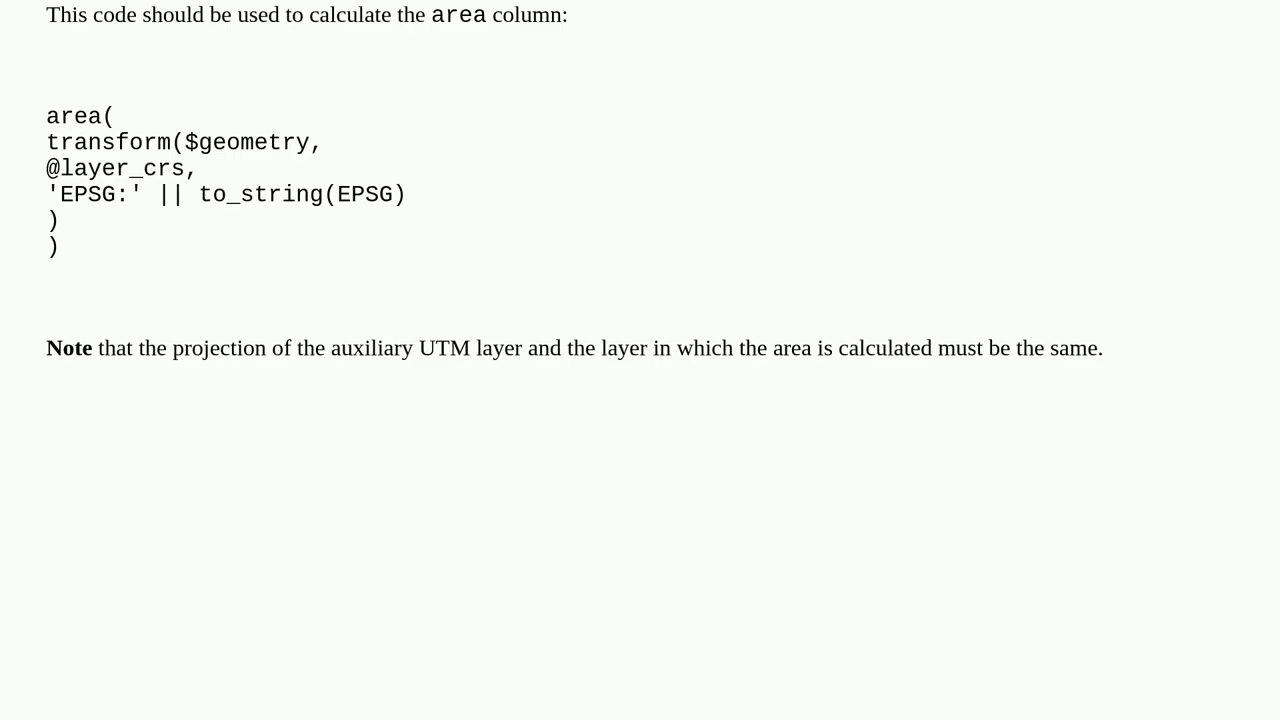 This code should be used to calculate the area column:
area(
transform($geometry,
@layer_crs,
'EPSG:' || to_string(EPSG)
)
)
Note that the projection of the auxiliary UTM layer and the layer in which the area is calculated must be the same.